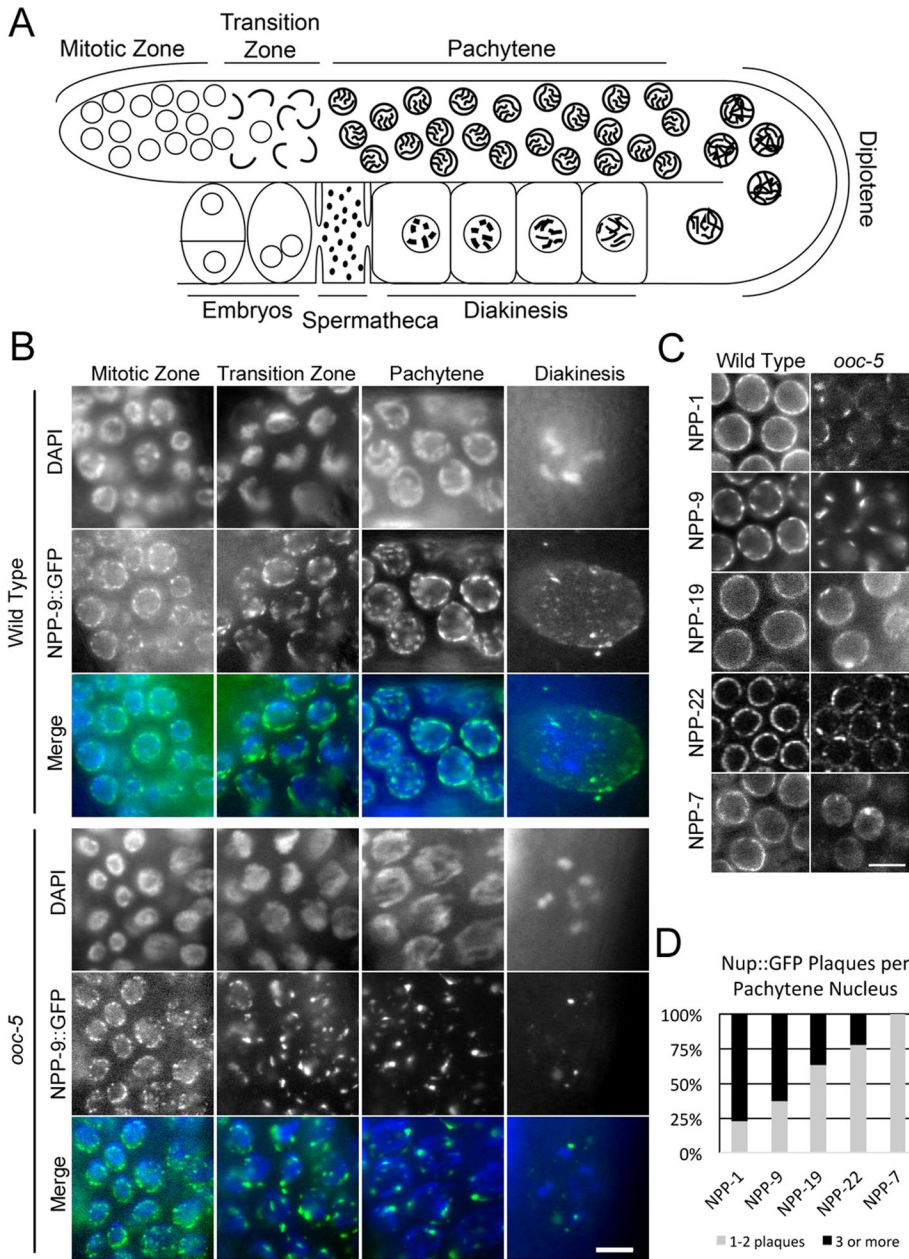 A
Mitotic Zone
Transition
Zone
Pachytene
Diplotene
Embryos
Spermatheca
Diakinesis
B
Mitotic Zone
Transition Zone
Pachytene
Diakinesis
Wild Type
DAPI
NPP-9::GFP
Merge
ooc-5
DAPI
NPP-9::GFP
Merge
C
Wild Type
ooc-5
NPP-1
NPP-9
NPP-19
NPP-22
NPP-7
D
Nup::GFP Plaques per
Pachytene Nucleus
100%
75%
50%
25%
0%
NPP-1
NPP-9
NPP-19
NPP-22
NPP-7
1-2 plaques
3 or more